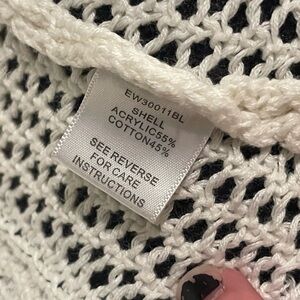 EW30011BL
SHELL
ACRYLIC55%
COTTON45%
SEE REVERSE
FOR CARE
INSTRUCTIONS